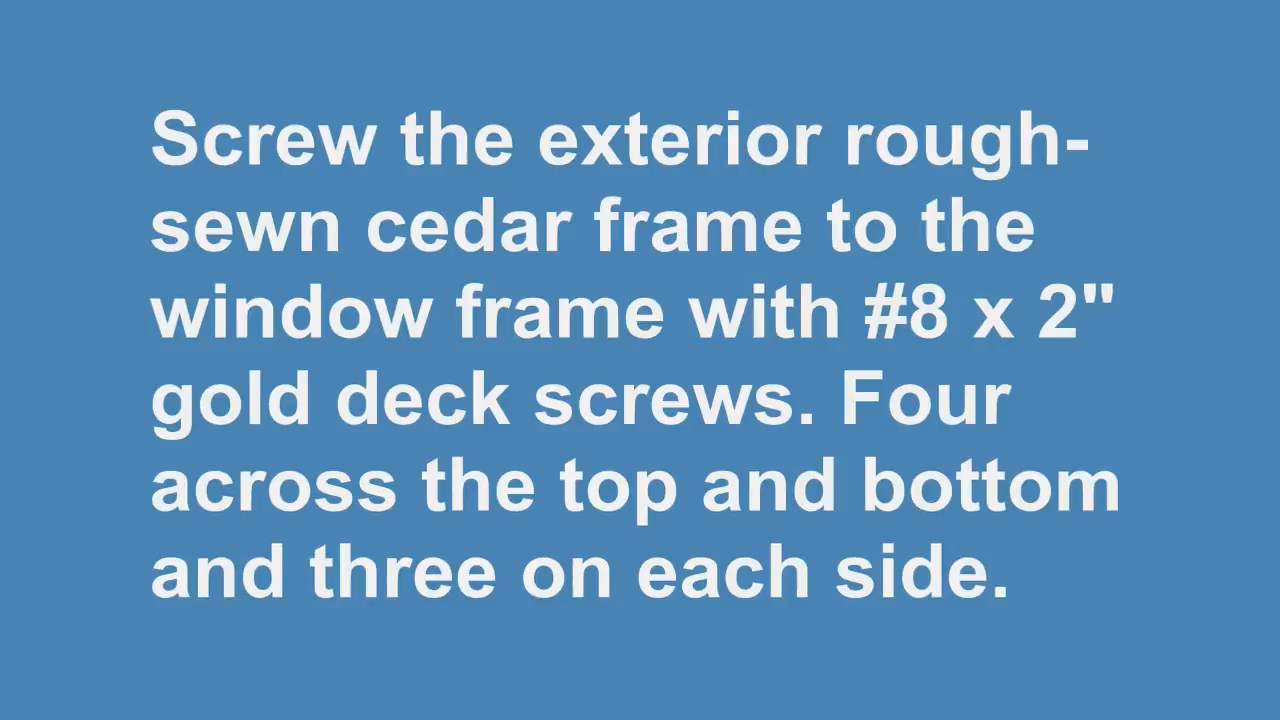 Screw the exterior rough-
sewn cedar frame to the
window frame with #8 x 2"
gold deck screws. Four
across the top and bottom
and three on each side.